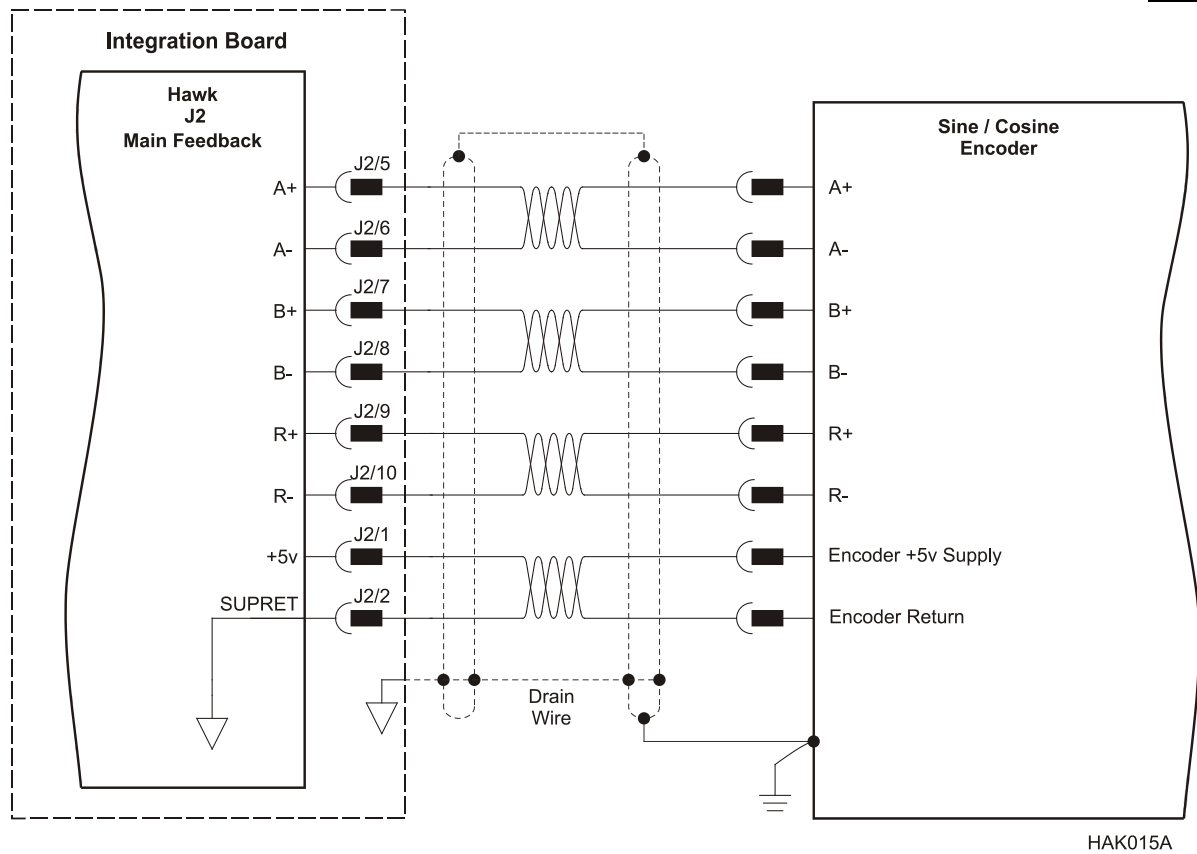 Integration Board
Hawk
J2
Main Feedback
Sine / Cosine
Encoder
A+
J2/5
A+
A-
J2/6
A-
B+
J2/7
B+
B-
J2/8
B-
R+
J2/9
R+
R-
J2/10
R-
+5v
J2/1
Encoder +5v Supply
SUPRET
J2/2
Encoder Return
Drain
Wire
HAK015A